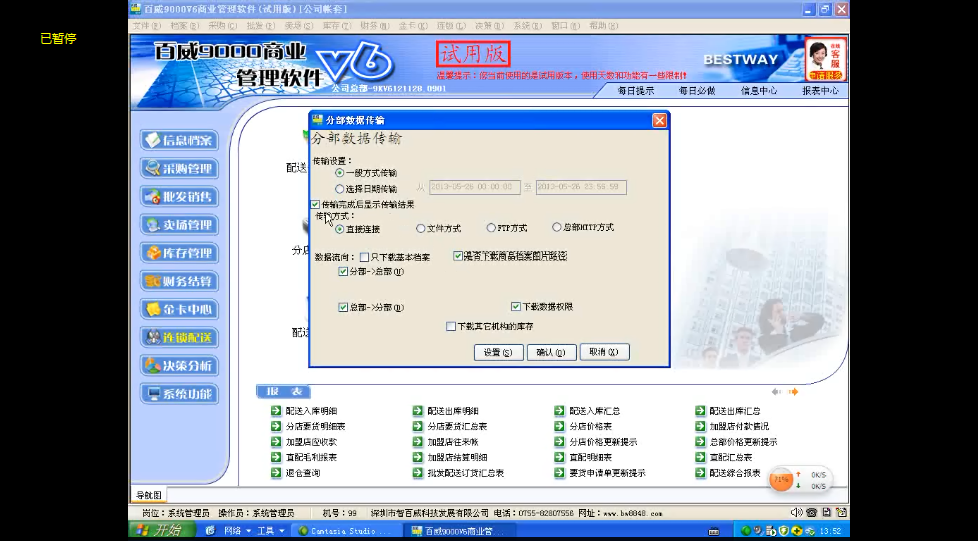 已暂停
百威9000V6商业管理软件(试用版)[公司帐套]
文件(F) 档案(B) 采购(C) 批发(E) 卖场(S) 库存(I) 财务(A) 金卡(C) 连锁(D) 决策(G) 系统(X) 窗口(W) 帮助(H)
百威9000商业
管理软件
V6
公司总部-9KV6121128.0901
试用版
温馨提示：您当前使用的是试用版本，使用天数和功能有一些限制!
BESTWAY
在线客服
每日提示 每日必做 信息中心 报表中心
信息档案
采购管理
批发销售
卖场管理
库存管理
财务结算
金卡中心
连锁配送
决策分析
系统功能
配送
分店
配送
分部数据传输
分部数据传输
传输设置：
一般方式传输
选择日期传输 从 2013-05-26 00:00:00 至 2013-05-26 23:59:59
传输完成后显示传输结果
传输方式：
直接连接 文件方式 FTP方式 总部HTTP方式
数据流向： 只下载基本档案 是否下载商品档案图片路径
分部->总部(U)
总部->分部(D) 下载数据权限
下载其它机构的库存
设置(S) 确认(O) 取消(X)
报 表
配送入库明细 配送出库明细 配送入库汇总 配送出库汇总
分店要货明细表 分店要货汇总表 分店价格表 加盟店付款情况
加盟店应收款 加盟店往来帐 分店价格更新提示 总部价格更新提示
直配毛利报表 加盟店结算明细 直配明细表 直配汇总表
退仓查询 批发配送订货汇总表 要货申请单更新提示 配送综合报表
71% 0K/S
0K/S
导航图
岗位：系统管理员 操作员：系统管理员 机号：99 深圳市智百威科技发展有限公司 电话：0755-82807558 网址：www.bw8848.com
开始 网络 工具 Camtasia Studio ... 百威9000V6商业管... 13:52